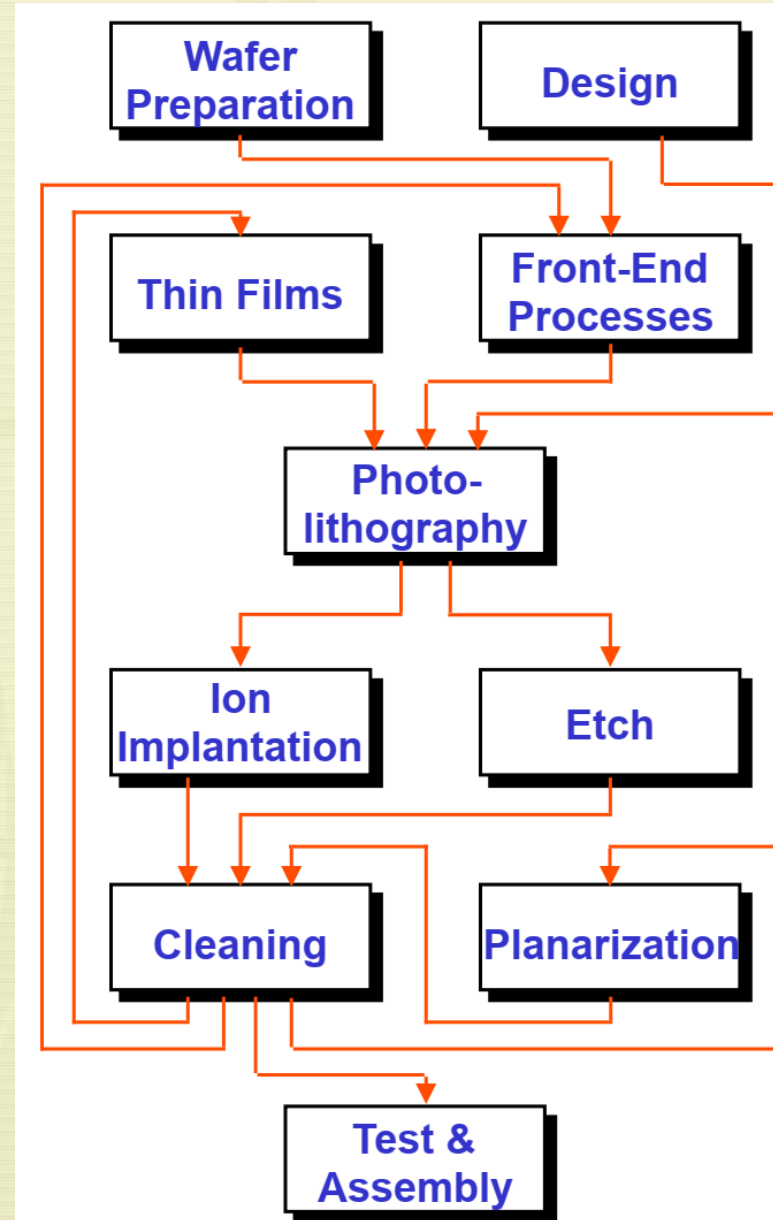 Wafer
Preparation
Design
Thin Films
Front-End
Processes
Photo-
lithography
Ion
Implantation
Etch
Cleaning
Planarization
Test &
Assembly